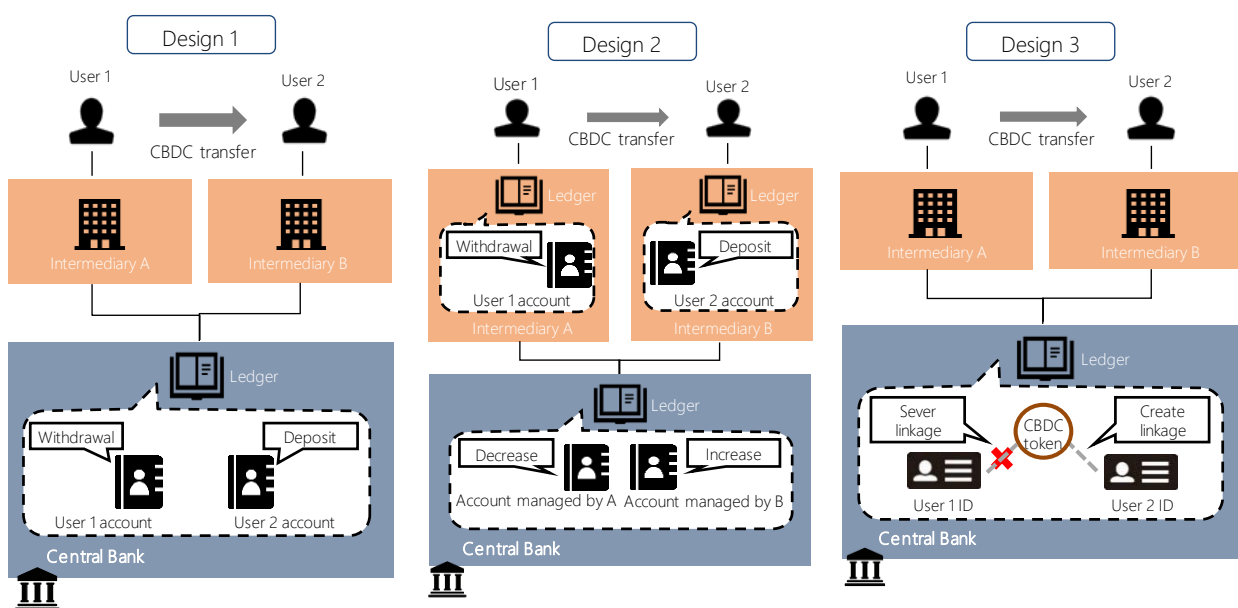 Design 1
User 1
User 2
CBDC transfer
Intermediary A
Intermediary B
Ledger
Withdrawal
Deposit
User 1 account
User 2 account
Central Bank
Design 2
User 1
User 2
CBDC transfer
Ledger
Ledger
Withdrawal
Deposit
User 1 account
User 2 account
Intermediary A
Intermediary B
Ledger
Decrease
Increase
Account managed by A
Account managed by B
Central Bank
Design 3
User 1
User 2
CBDC transfer
Intermediary A
Intermediary B
Ledger
Sever
linkage
CBDC
token
Create
linkage
User 1 ID
User 2 ID
Central Bank